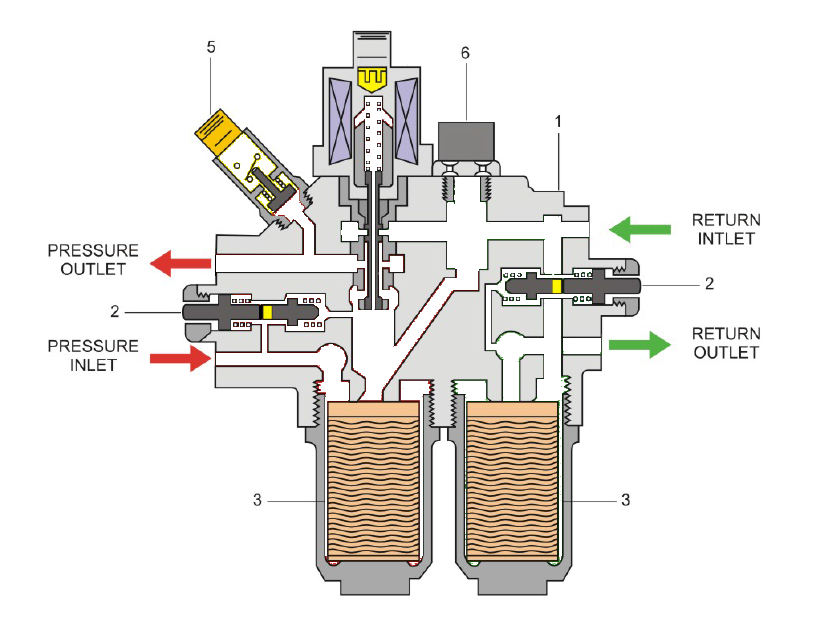 5
6
1
RETURN
INTLET
PRESSURE
OUTLET
2
2
PRESSURE
INLET
RETURN
OUTLET
3
3